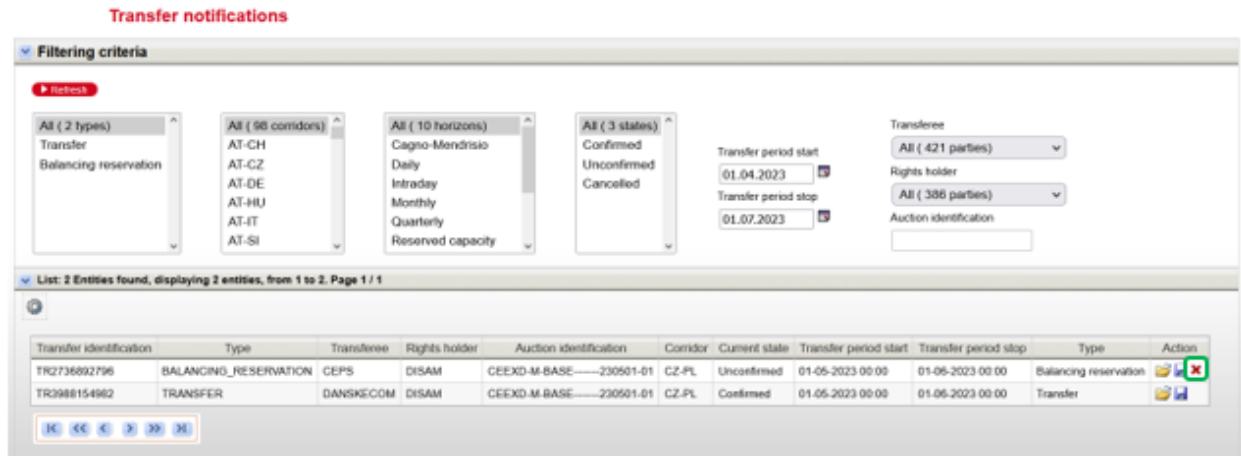 Transfer notifications
Filtering criteria
Refresh
All ( 2 types)
Transfer
Balancing reservation
All ( 98 corridors)
AT-CH
AT-CZ
AT-DE
AT-HU
AT-IT
AT-SI
All ( 10 horizons)
Cagno-Mendrisio
Daily
Intraday
Monthly
Quarterly
Reserved capacity
All ( 3 states)
Confirmed
Unconfirmed
Cancelled
Transfer period start
01.04.2023
Transfer period stop
01.07.2023
Transferee
All ( 421 parties)
Rights holder
All ( 386 parties)
Auction identification
List: 2 Entities found, displaying 2 entities, from 1 to 2. Page 1 / 1
Transfer identification Type Transferee Rights holder Auction identification Corridor Current state Transfer period start Transfer period stop Type Action
TR2736892796 BALANCING_RESERVATION CEPS DISAM CEEXD-M-BASE-------230501-01 CZ-PL Unconfirmed 01-05-2023 00:00 01-06-2023 00:00 Balancing reservation
TR3988154982 TRANSFER DANSKECOM DISAM CEEXD-M-BASE-------230501-01 CZ-PL Confirmed 01-05-2023 00:00 01-06-2023 00:00 Transfer